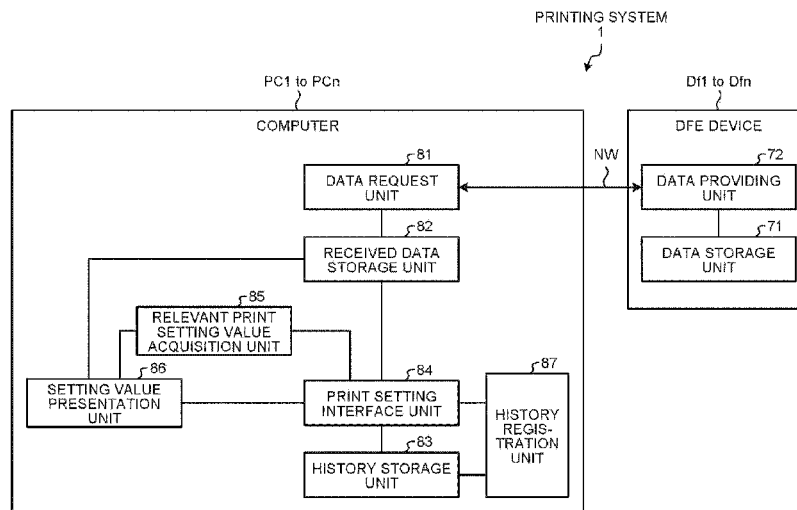 PRINTING SYSTEM
1
PC1 to PCn
Df1 to Dfn
COMPUTER
DFE DEVICE
81
DATA REQUEST
UNIT
NW
72
DATA PROVIDING
UNIT
82
RECEIVED DATA
STORAGE UNIT
71
DATA STORAGE
UNIT
85
RELEVANT PRINT
SETTING VALUE
ACQUISITION UNIT
86
SETTING VALUE
PRESENTATION
UNIT
84
PRINT SETTING
INTERFACE UNIT
87
HISTORY
REGIS-
TRATION
UNIT
83
HISTORY STORAGE
UNIT